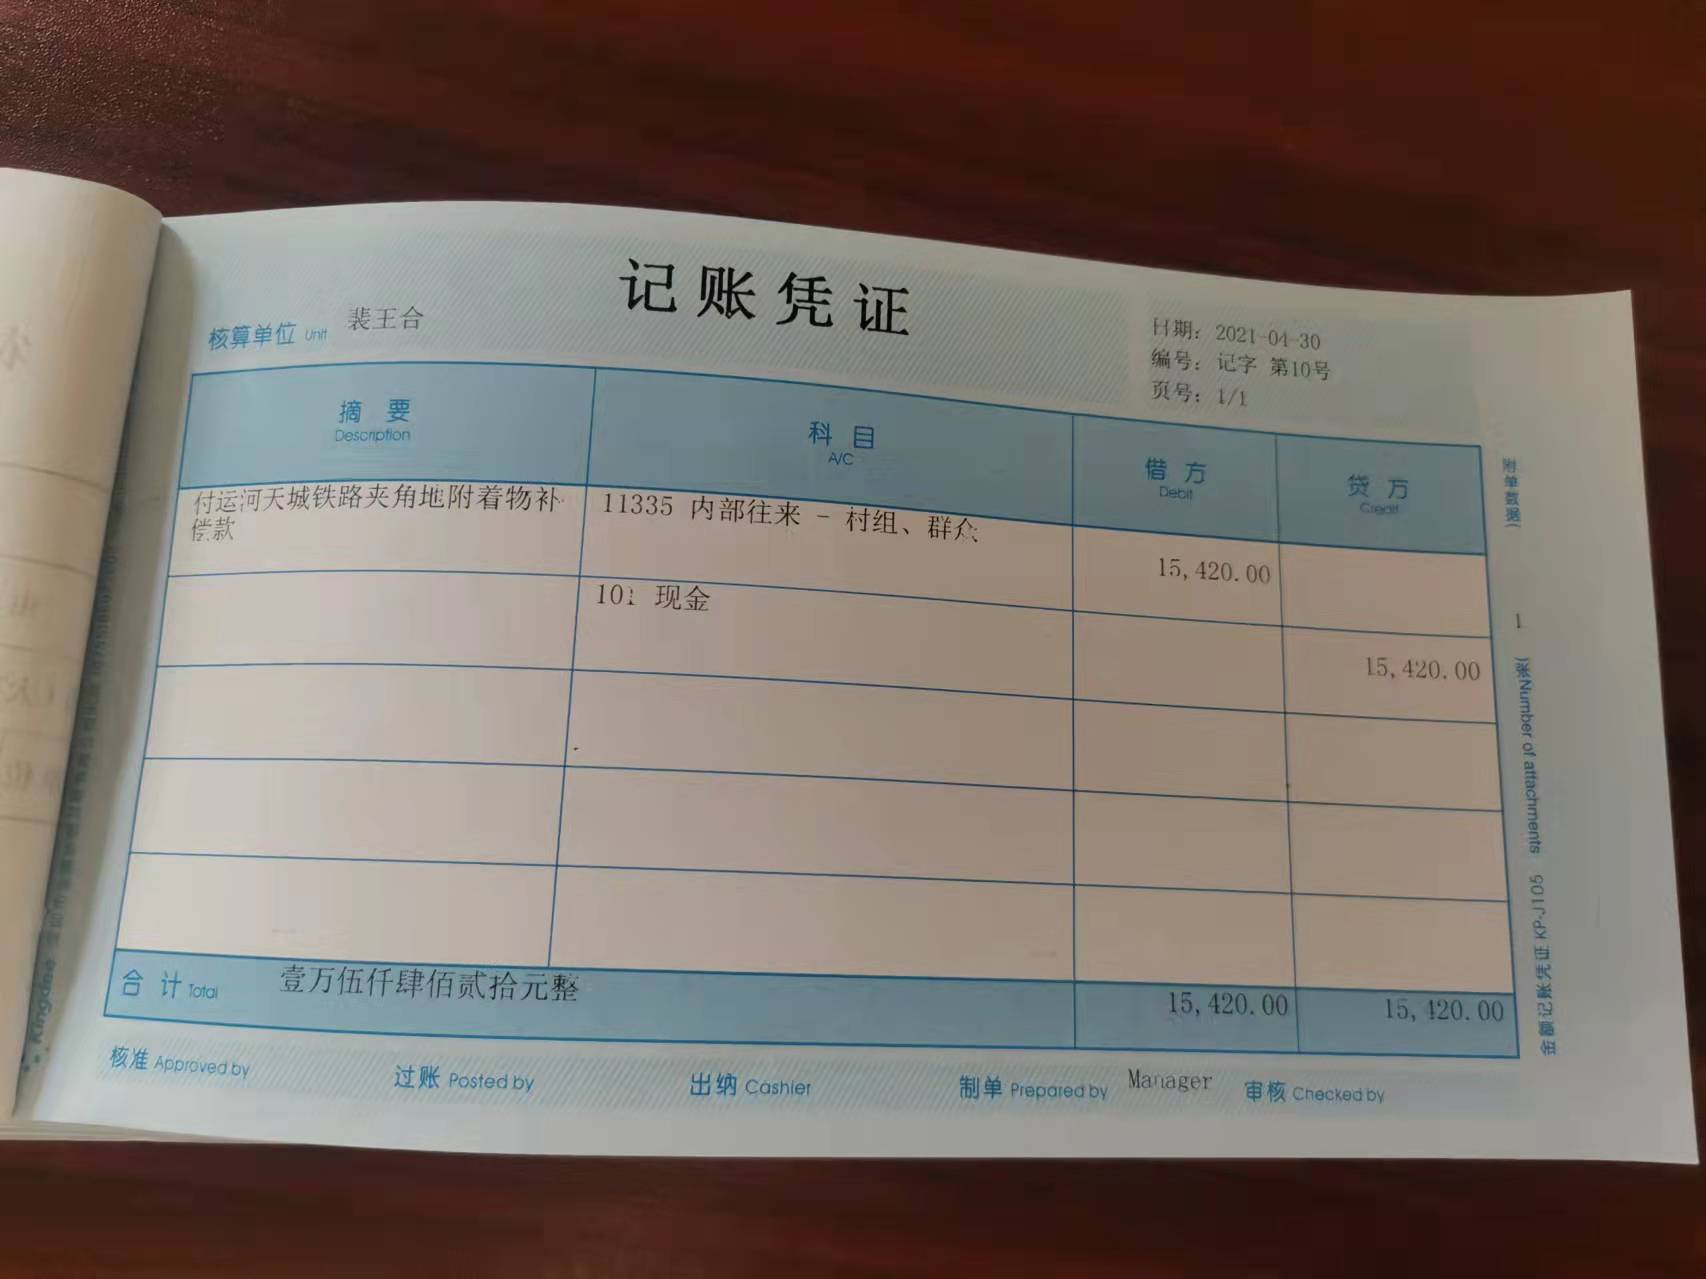 记账凭证
核算单位 Unit 裴王合
日期: 2021-04-30
编号: 记字 第10号
页号: 1/1
摘 要 科 目 借 方 贷 方
Description A/C Debit Credit
付运河天城铁路夹角地附着物补 11335 内部往来 - 村组、群众
偿款
15,420.00
101 现金
15,420.00
合 计 Total 壹万伍仟肆佰贰拾元整 15,420.00 15,420.00
核准 Approved by 过账 Posted by 出纳 Cashier 制单 Prepared by Manager 审核 Checked by
附单数据( 1 )张Number of attachments
金额记账凭证 KP-J105
Kingdee